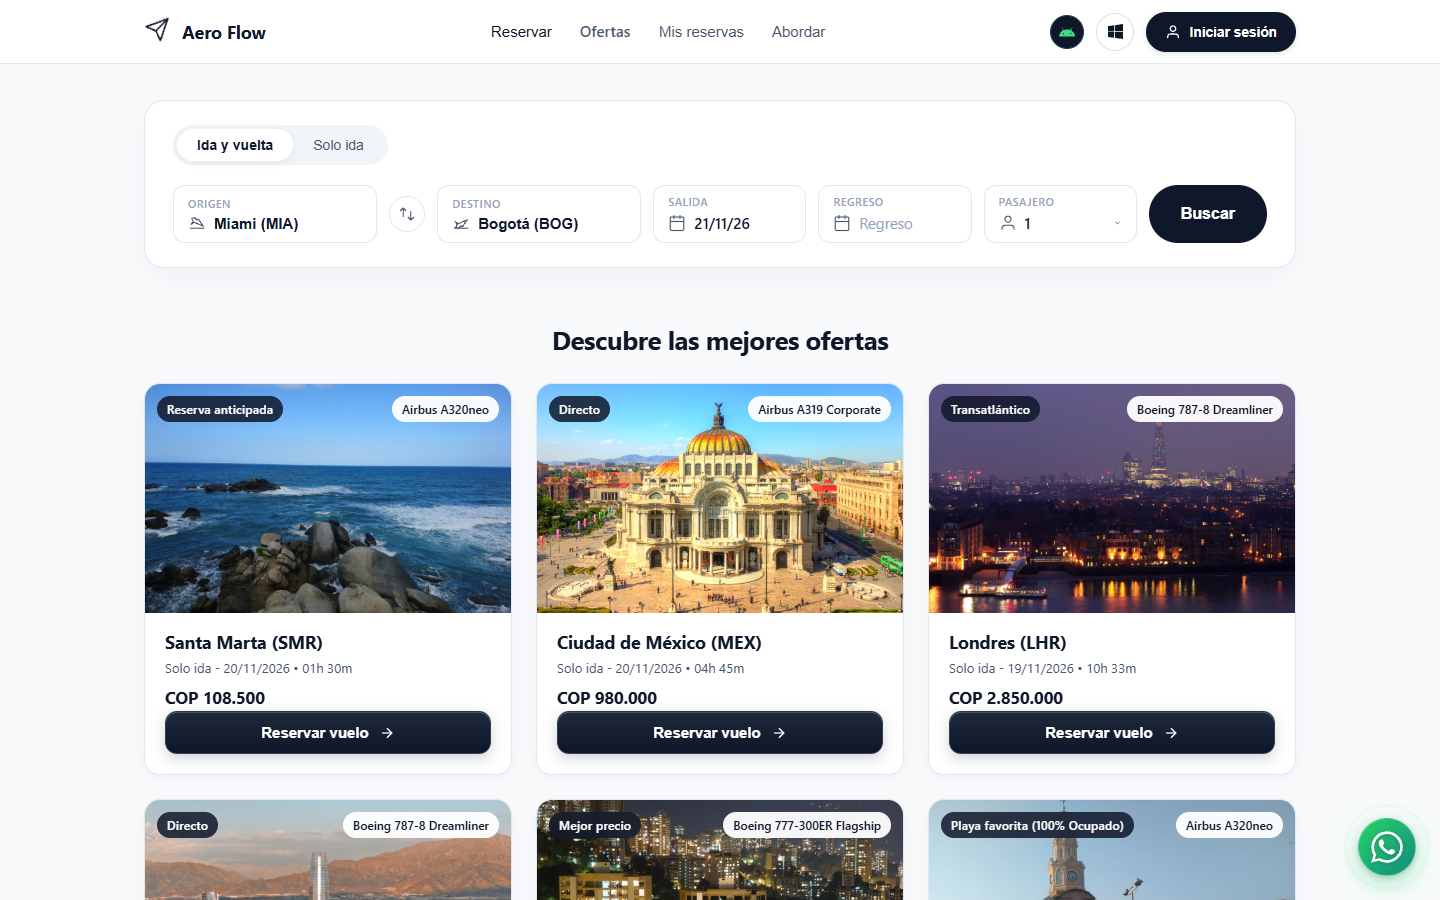 Aero Flow
Reservar
Ofertas
Mis reservas
Abordar
Iniciar sesión
Ida y vuelta
Solo ida
ORIGEN
Miami (MIA)
DESTINO
Bogotá (BOG)
SALIDA
21/11/26
REGRESO
Regreso
PASAJERO
1
Buscar
Descubre las mejores ofertas
Reserva anticipada
Airbus A320neo
Santa Marta (SMR)
Solo ida - 20/11/2026 • 01h 30m
COP 108.500
Reservar vuelo
Directo
Airbus A319 Corporate
Ciudad de México (MEX)
Solo ida - 20/11/2026 • 04h 45m
COP 980.000
Reservar vuelo
Transatlántico
Boeing 787-8 Dreamliner
Londres (LHR)
Solo ida - 19/11/2026 • 10h 33m
COP 2.850.000
Reservar vuelo
Directo
Boeing 787-8 Dreamliner
Mejor precio
Boeing 777-300ER Flagship
Playa favorita (100% Ocupado)
Airbus A320neo